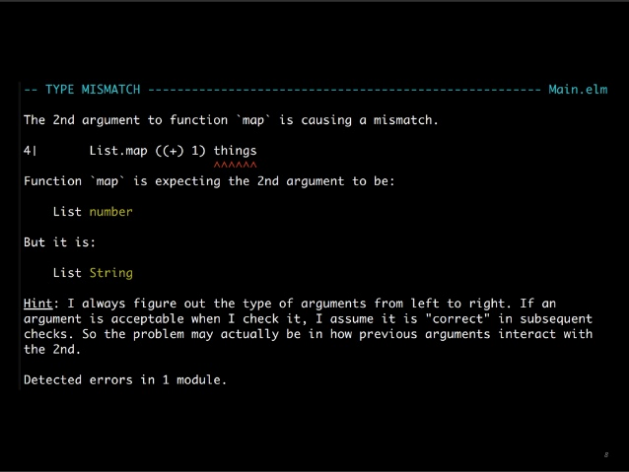 -- TYPE MISMATCH ------------------------------------------------------ Main.elm
The 2nd argument to function `map` is causing a mismatch.
4|       List.map ((+) 1) things
^^^^^^
Function `map` is expecting the 2nd argument to be:
List number
But it is:
List String
Hint: I always figure out the type of arguments from left to right. If an
argument is acceptable when I check it, I assume it is "correct" in subsequent
checks. So the problem may actually be in how previous arguments interact with
the 2nd.
Detected errors in 1 module.